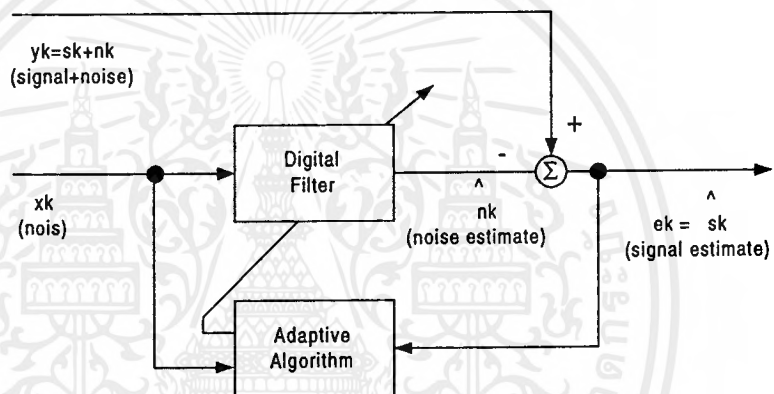 yk=sk+nk
(signal+noise)
+
Digital
Filter
-
Σ
^
nk
(noise estimate)
xk
(nois)
^
ek = sk
(signal estimate)
Adaptive
Algorithm